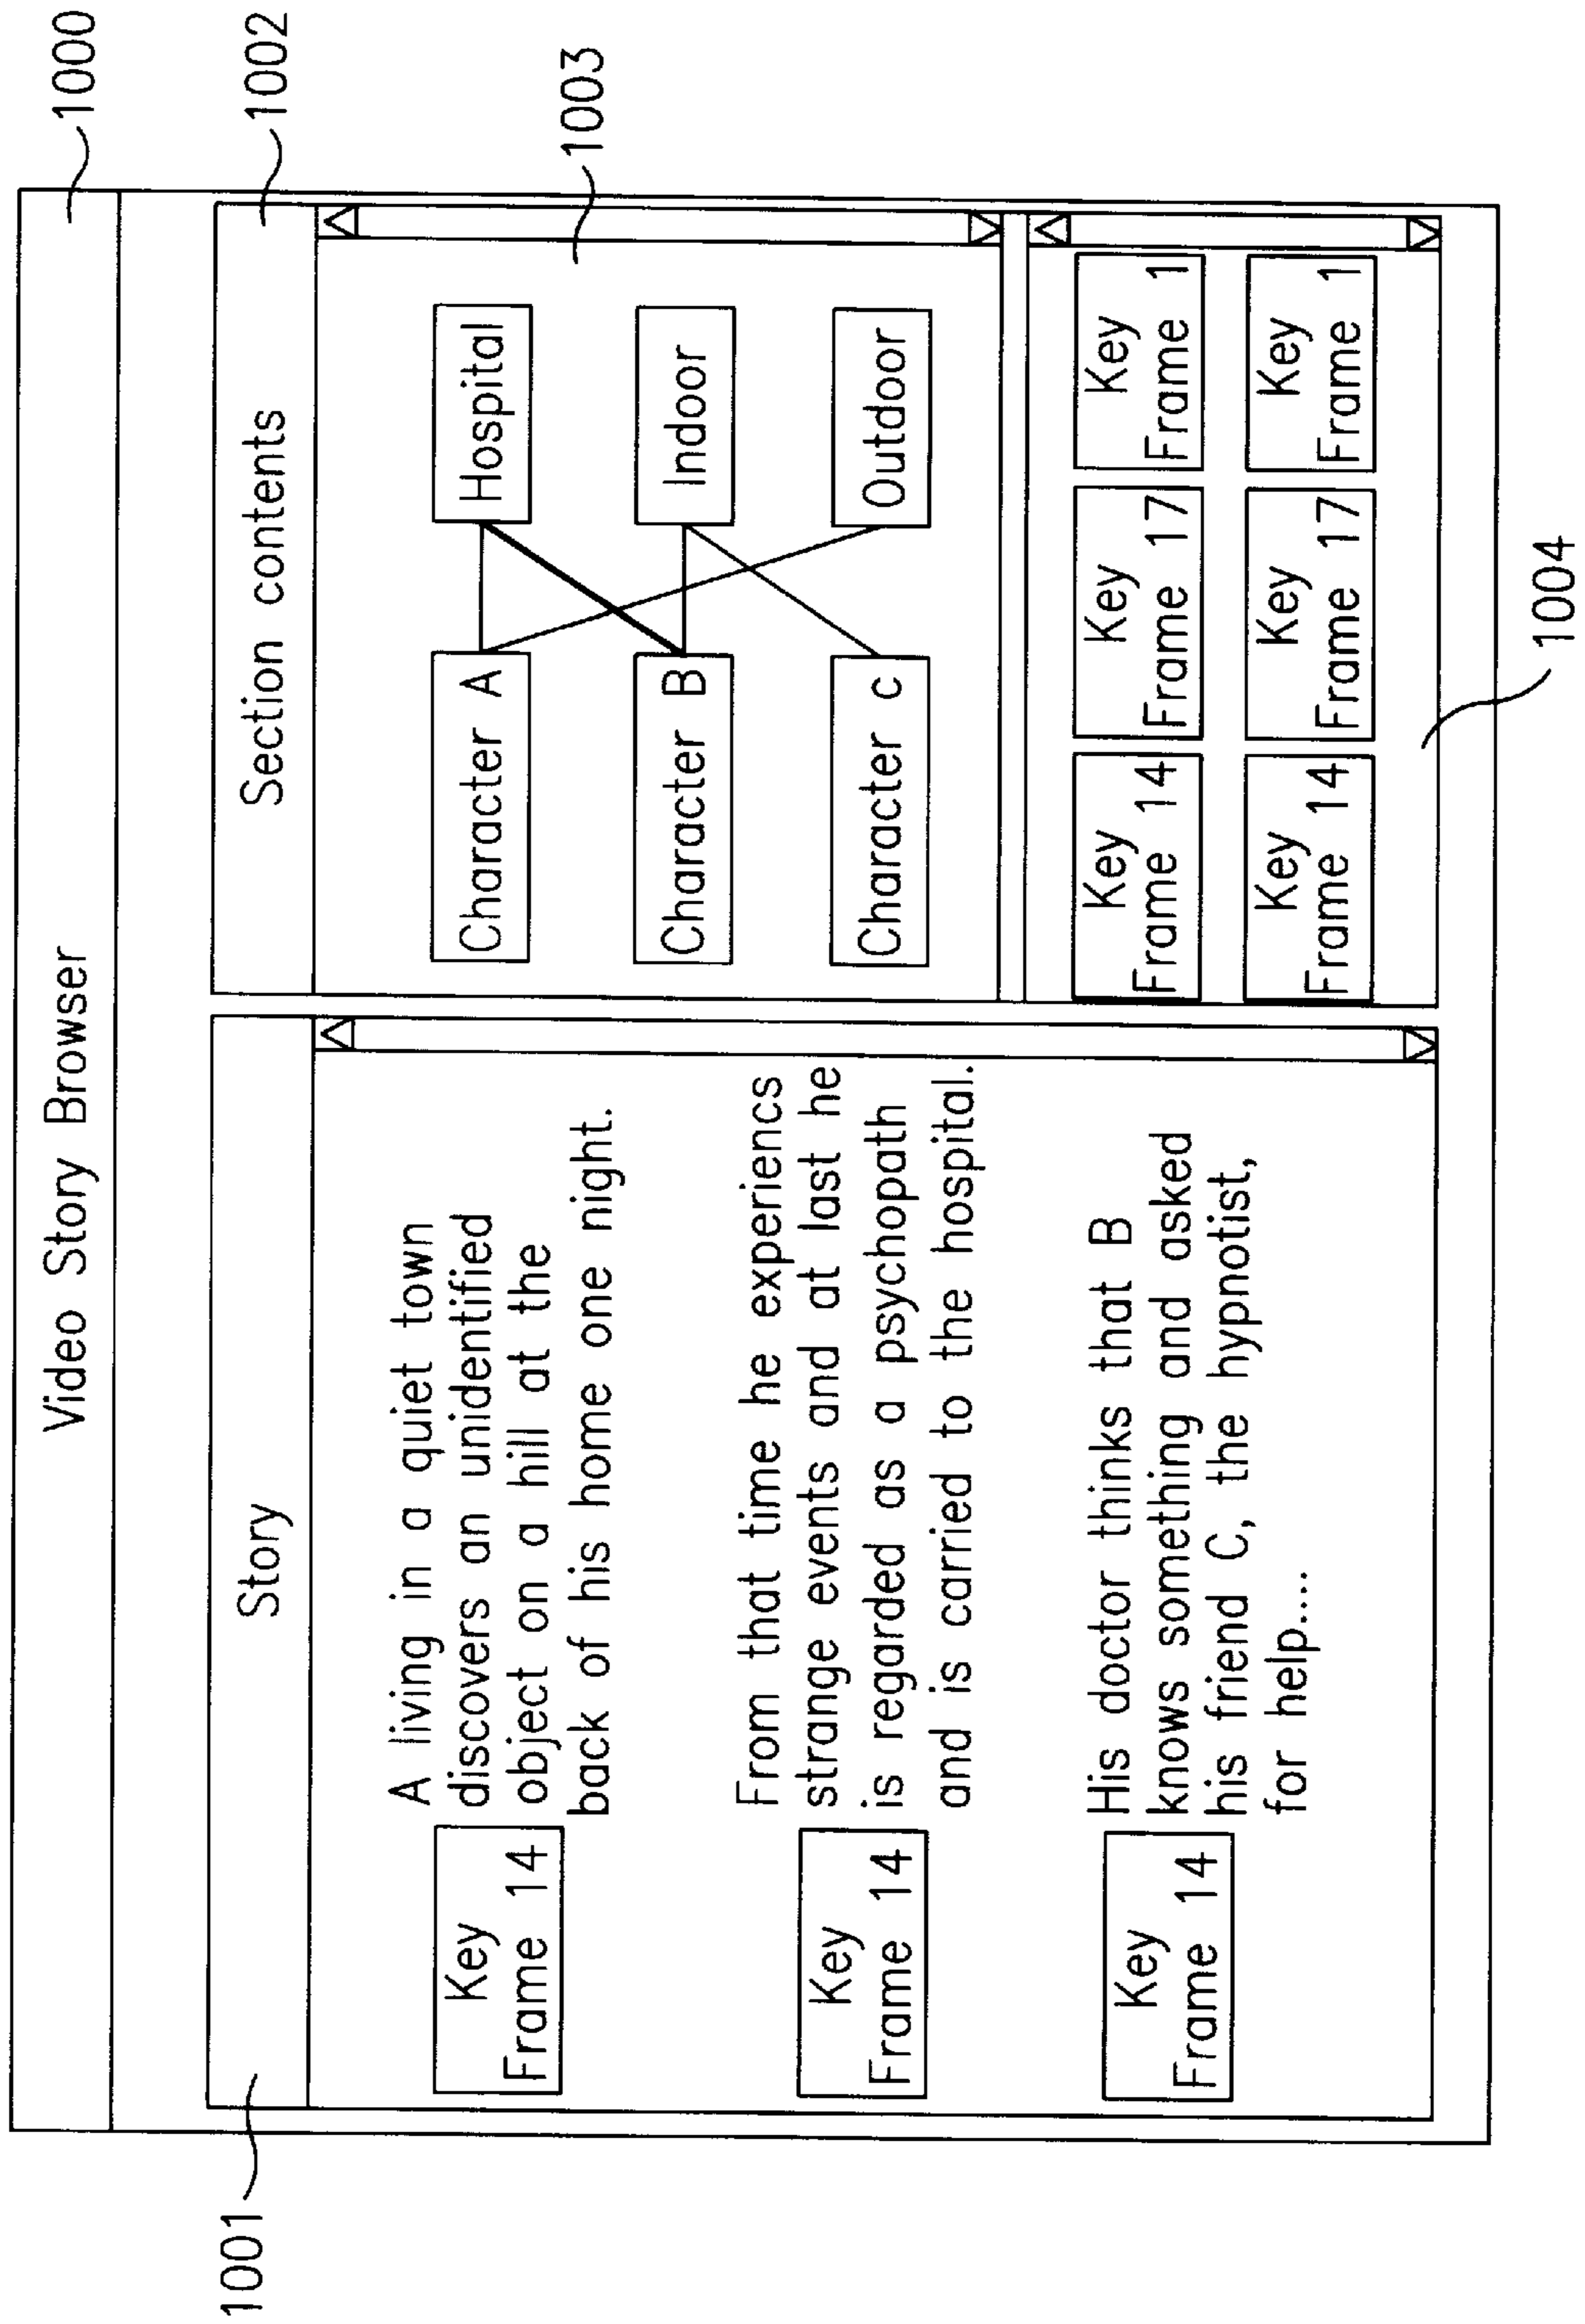 1000
Video Story Browser
1001
Story
Key
Frame 14
A living in a quiet town
discovers an unidentified
object on a hill at the
back of his home one night.
Key
Frame 14
From that time he experiencs
strange events and at last he
is regarded as a psychopath
and is carried to the hospital.
Key
Frame 14
His doctor thinks that B
knows something and asked
his friend C, the hypnotist,
for help....
1002
Section contents
1003
Character A
Hospital
Character B
Indoor
Character c
Outdoor
Key
Frame 14
Key
Frame 17
Key
Frame 1
Key
Frame 14
Key
Frame 17
Key
Frame 1
1004